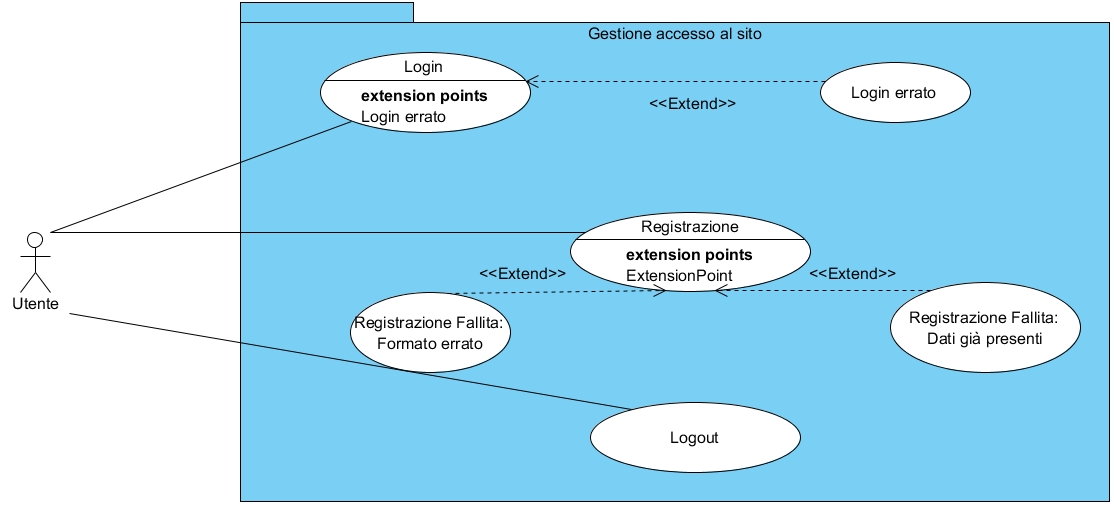 Gestione accesso al sito
Login
extension points
Login errato
<<Extend>>
Login errato
Registrazione
extension points
ExtensionPoint
<<Extend>>
<<Extend>>
Utente
Registrazione Fallita:
Formato errato
Registrazione Fallita:
Dati già presenti
Logout